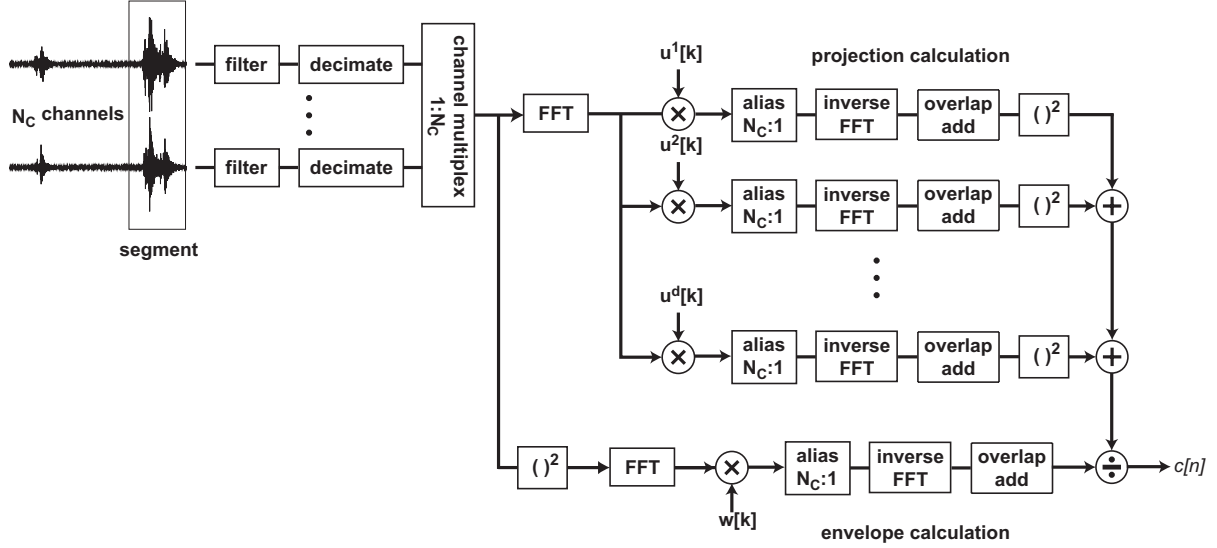 N_C channels
segment
filter
decimate
filter
decimate
channel multiplex
1:N_C
FFT
projection calculation
u^1[k]
×
alias
N_C:1
inverse
FFT
overlap
add
( )^2
u^2[k]
×
alias
N_C:1
inverse
FFT
overlap
add
( )^2
+
u^d[k]
×
alias
N_C:1
inverse
FFT
overlap
add
( )^2
+
( )^2
FFT
×
w[k]
alias
N_C:1
inverse
FFT
overlap
add
÷
c[n]
envelope calculation